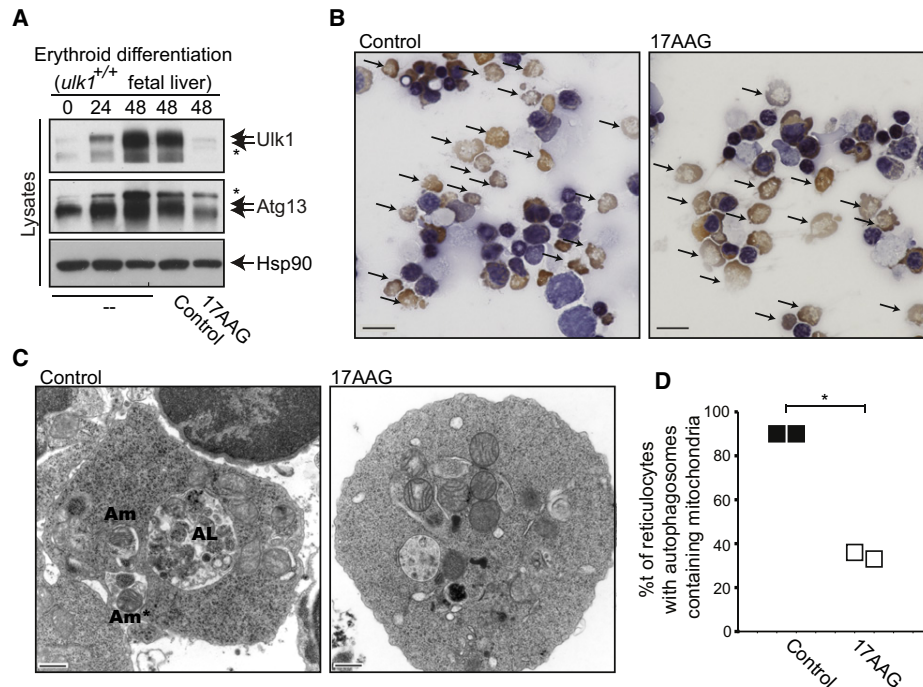 A
Erythroid differentiation
(ulk1+/+ fetal liver)
0 24 48 48 48
Lysates
Ulk1
*
*
Atg13
Hsp90
--
Control
17AAG
B
Control
17AAG
C
Control
17AAG
Am
AL
Am*
D
*
100
80
60
40
20
0
%t of reticulocytes
with autophagosomes
containing mitochondria
Control
17AAG